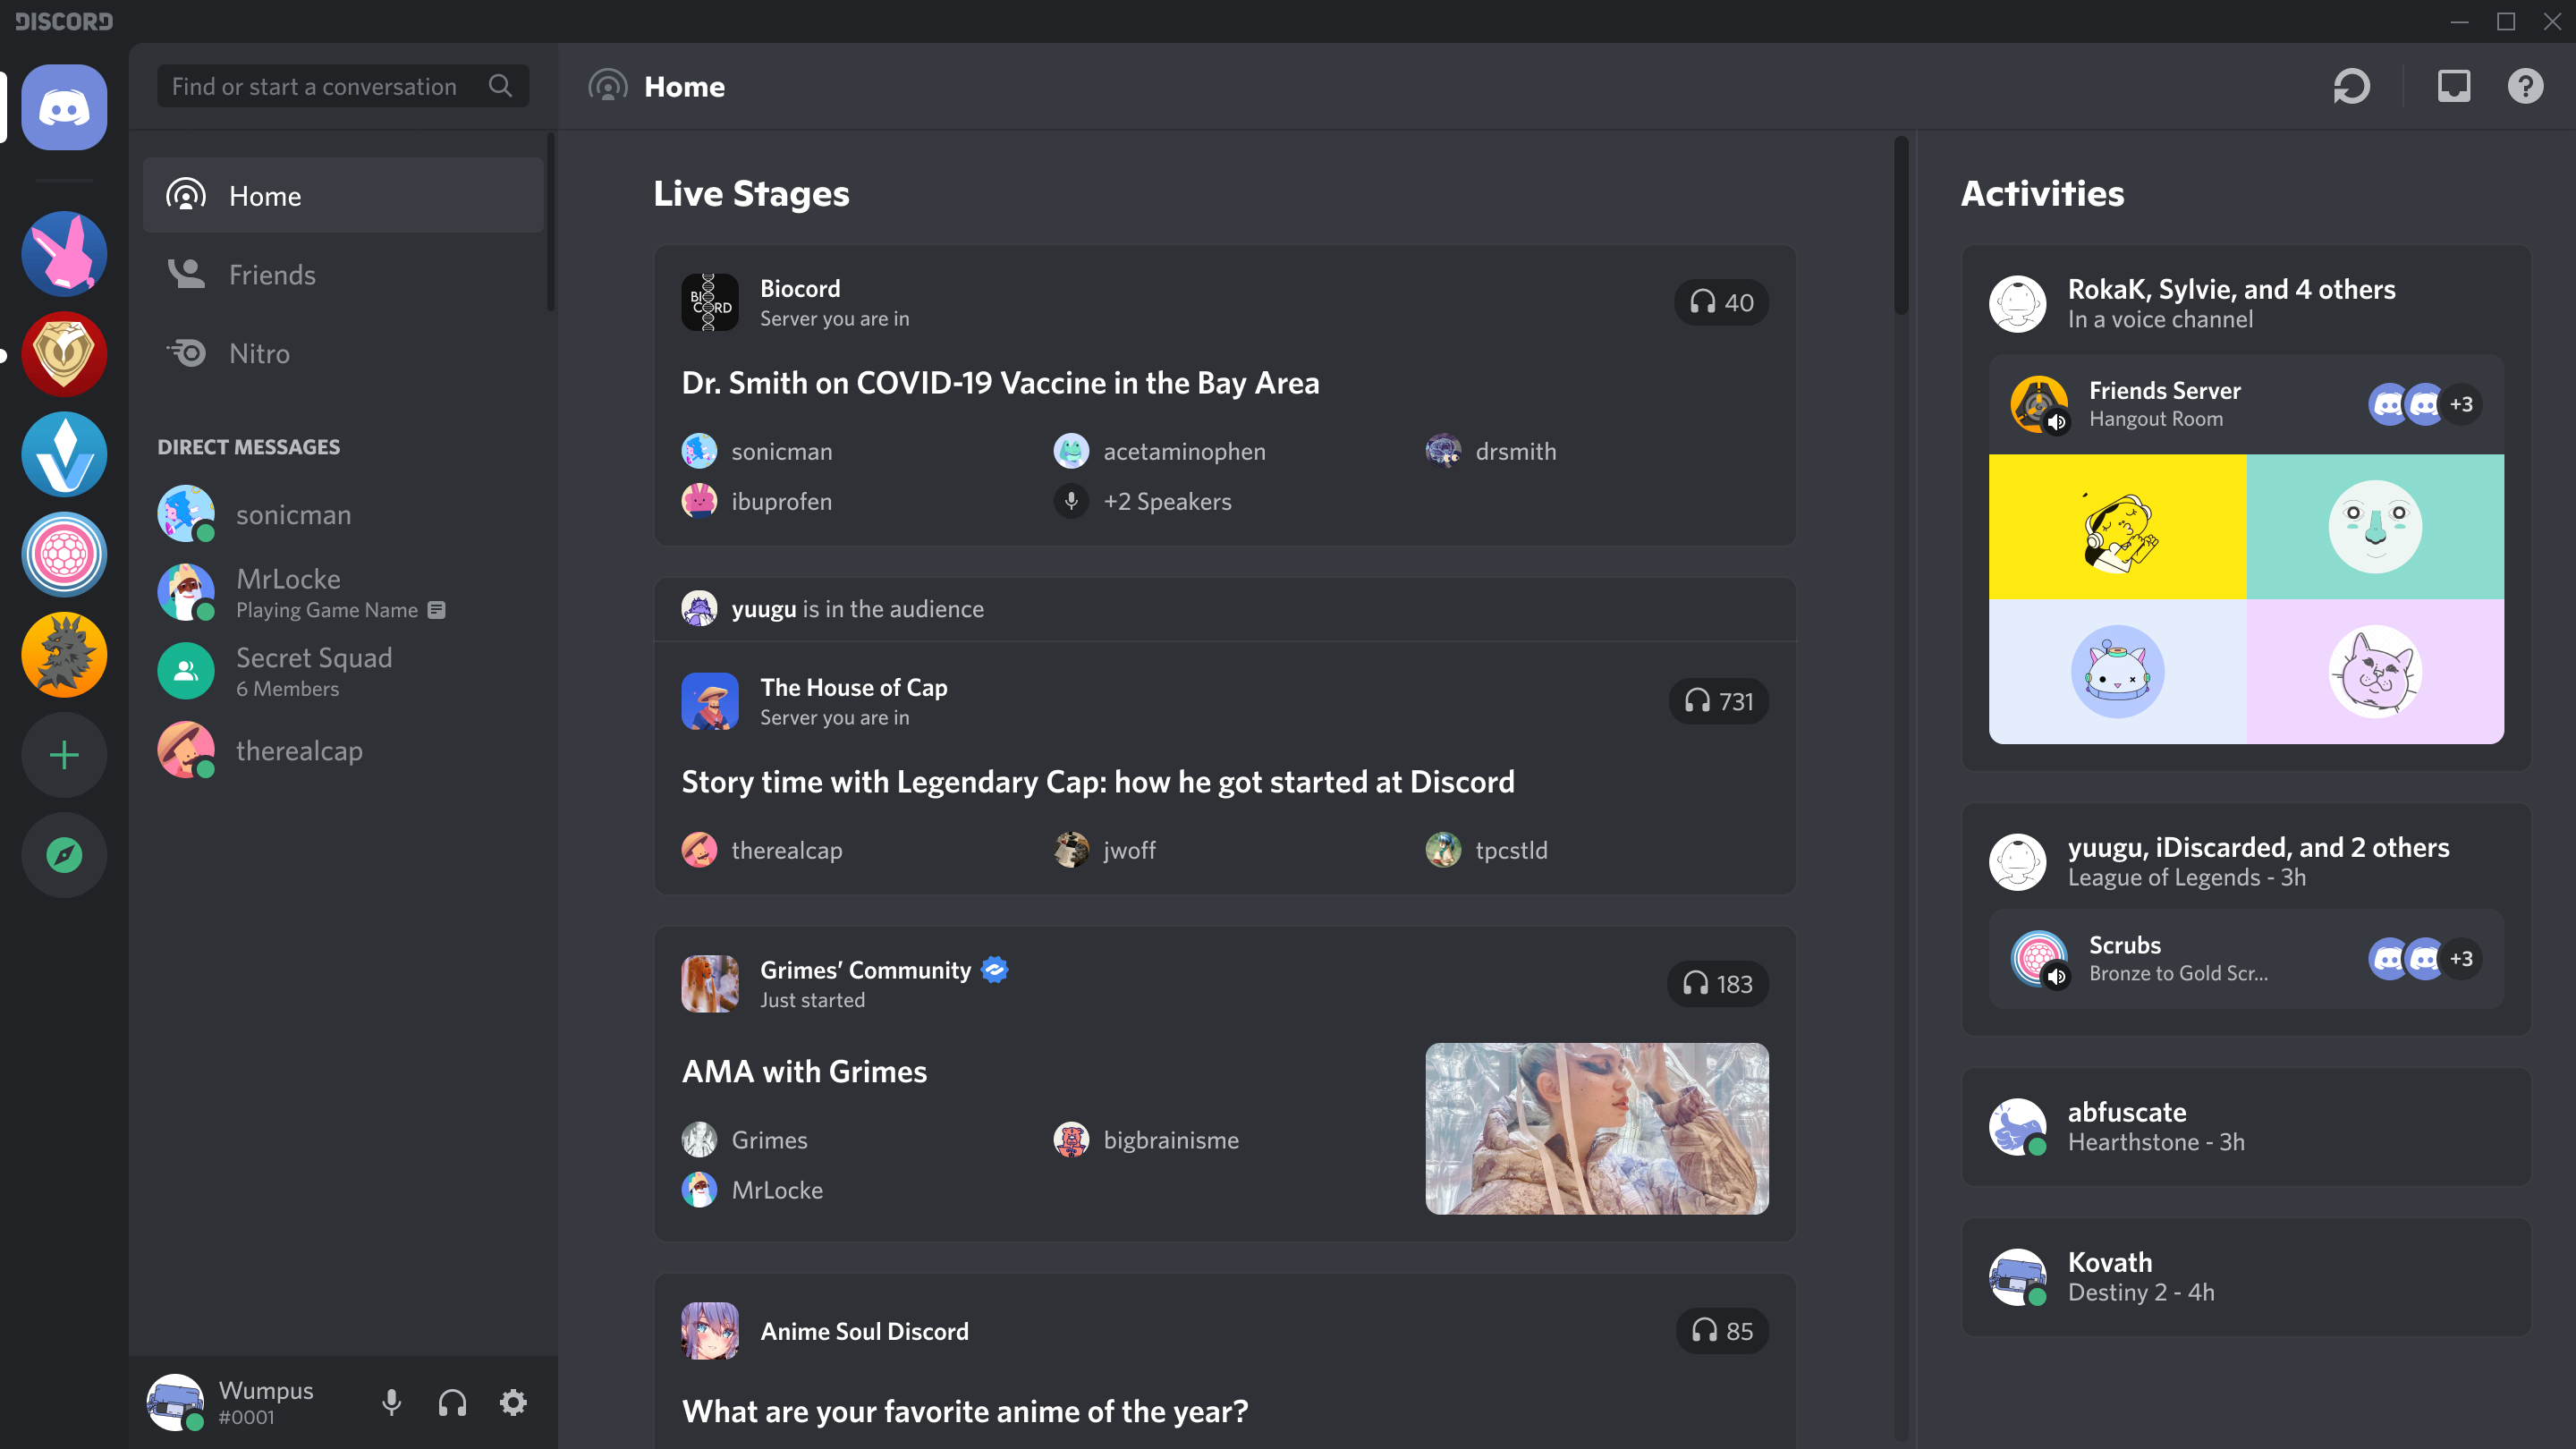 DISCORD
Find or start a conversation
Home
Friends
Nitro
DIRECT MESSAGES
sonicman
MrLocke
Playing Game Name
Secret Squad
6 Members
therealcap
Wumpus
#0001
Home
Live Stages
BIOCORD
Biocord
Server you are in
40
Dr. Smith on COVID-19 Vaccine in the Bay Area
sonicman
acetaminophen
drsmith
ibuprofen
+2 Speakers
yuugu is in the audience
The House of Cap
Server you are in
731
Story time with Legendary Cap: how he got started at Discord
therealcap
jwoff
tpcstld
Grimes’ Community
Just started
183
AMA with Grimes
Grimes
bigbrainisme
MrLocke
Anime Soul Discord
85
What are your favorite anime of the year?
Activities
RokaK, Sylvie, and 4 others
In a voice channel
Friends Server
Hangout Room
+3
yuugu, iDiscarded, and 2 others
League of Legends - 3h
Scrubs
Bronze to Gold Scr...
+3
abfuscate
Hearthstone - 3h
Kovath
Destiny 2 - 4h